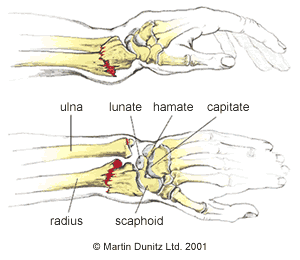 ulna lunate hamate capitate
radius scaphoid
© Martin Dunitz Ltd. 2001